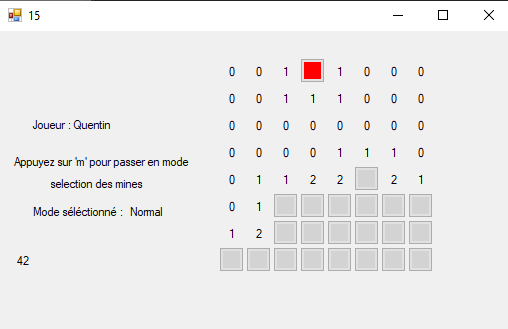 15
0 0 1 1 0 0 0
0 0 1 1 1 0 0 0
Joueur : Quentin
0 0 0 0 0 0 0 0
Appuyez sur 'm' pour passer en mode
selection des mines
0 0 0 0 1 1 1 0
0 1 1 2 2 2 1
Mode séléctionné : Normal
0 1
1 2
42